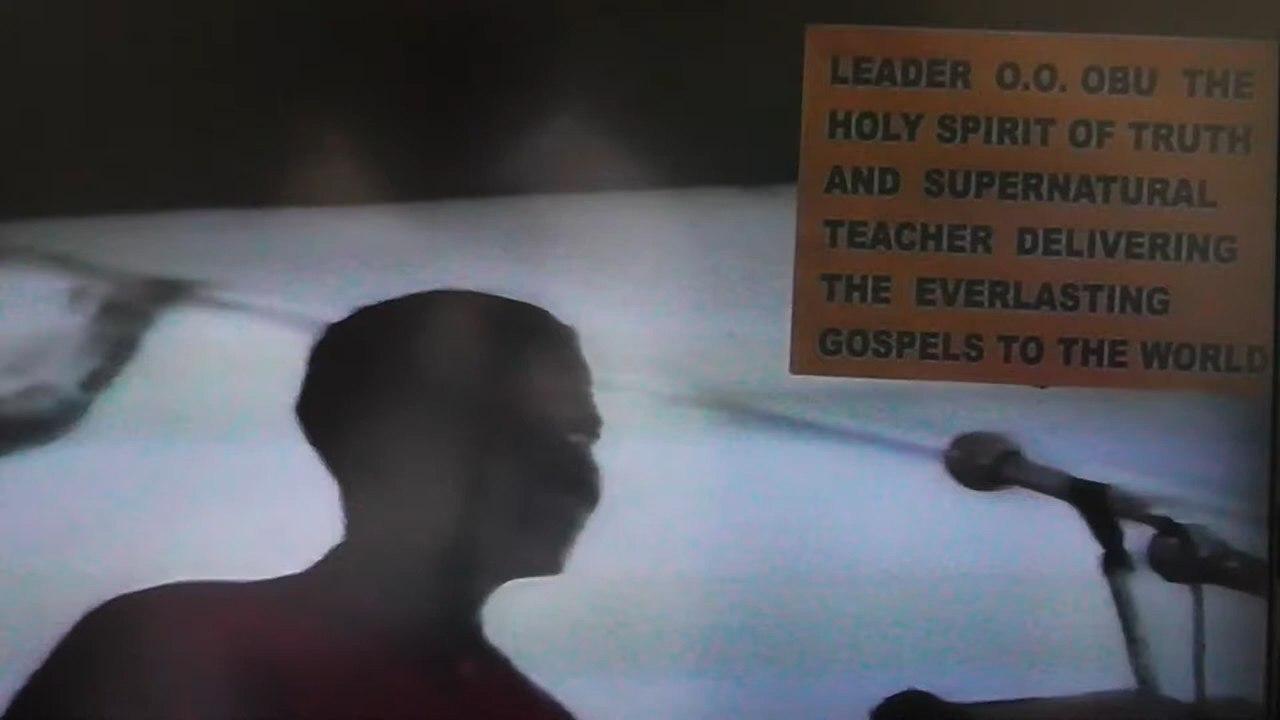 LEADER O.O. OBU THE
HOLY SPIRIT OF TRUTH
AND SUPERNATURAL
TEACHER DELIVERING
THE EVERLASTING
GOSPELS TO THE WORLD